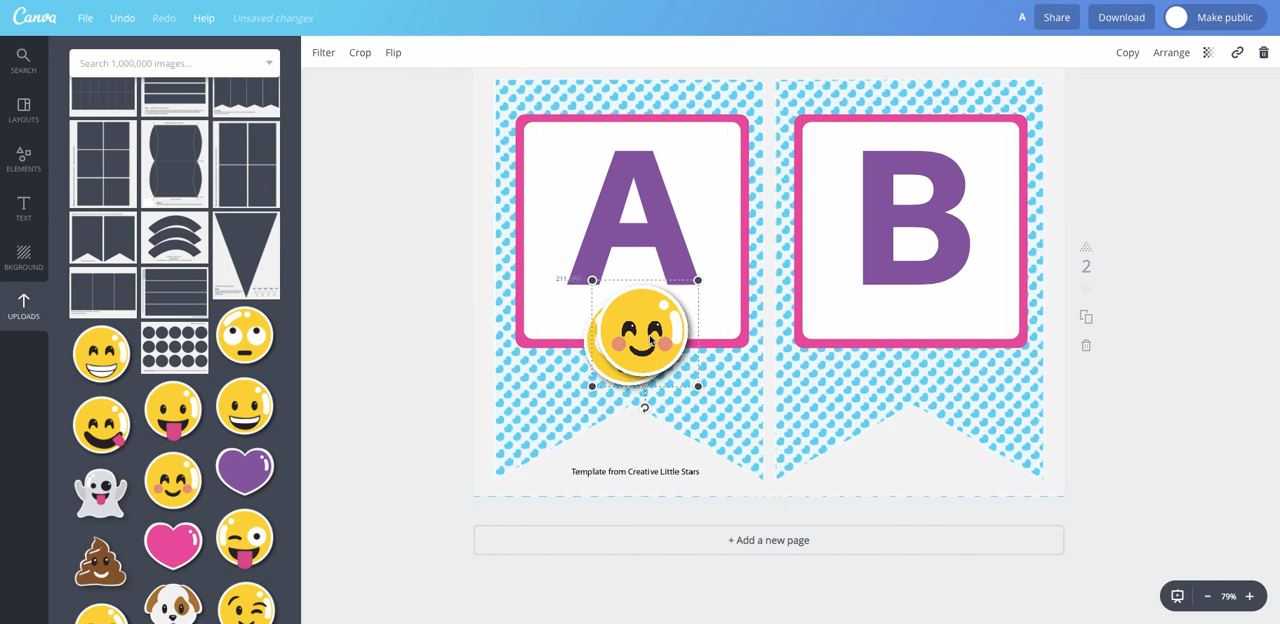 Canva File Undo Redo Help Unsaved changes A Share Download Make public
Search 1,000,000 images... Filter Crop Flip Copy Arrange
SEARCH
LAYOUTS
ELEMENTS
TEXT
BKGROUND
UPLOADS
A B
211
2
Template from Creative Little Stars
+ Add a new page
79%